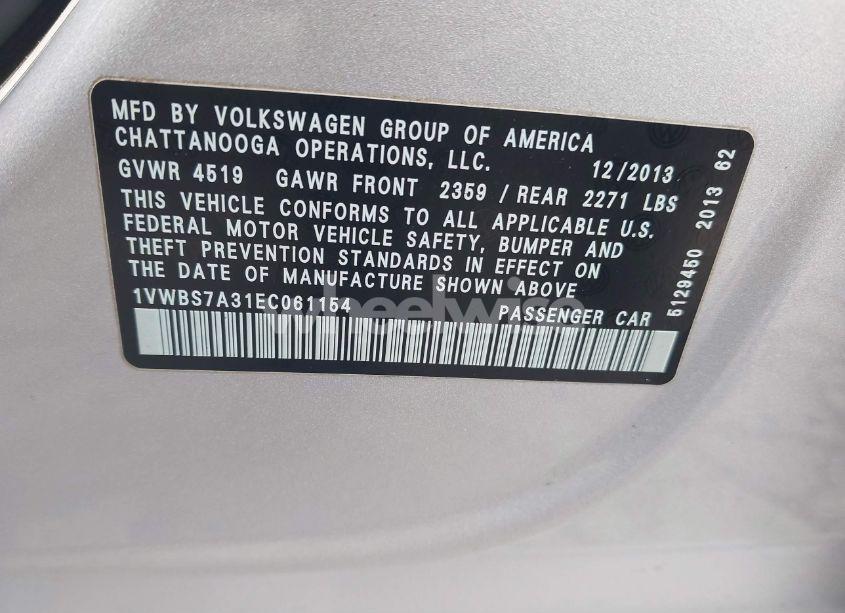 MFD BY VOLKSWAGEN GROUP OF AMERICA
CHATTANOOGA OPERATIONS, LLC. 12/2013
GVWR 4519 GAWR FRONT 2359 / REAR 2271 LBS
THIS VEHICLE CONFORMS TO ALL APPLICABLE U.S.
FEDERAL MOTOR VEHICLE SAFETY, BUMPER AND
THEFT PREVENTION STANDARDS IN EFFECT ON
THE DATE OF MANUFACTURE SHOWN ABOVE
1VWBS7A31EC061154 PASSENGER CAR
5129450 2013 62
wheelwise